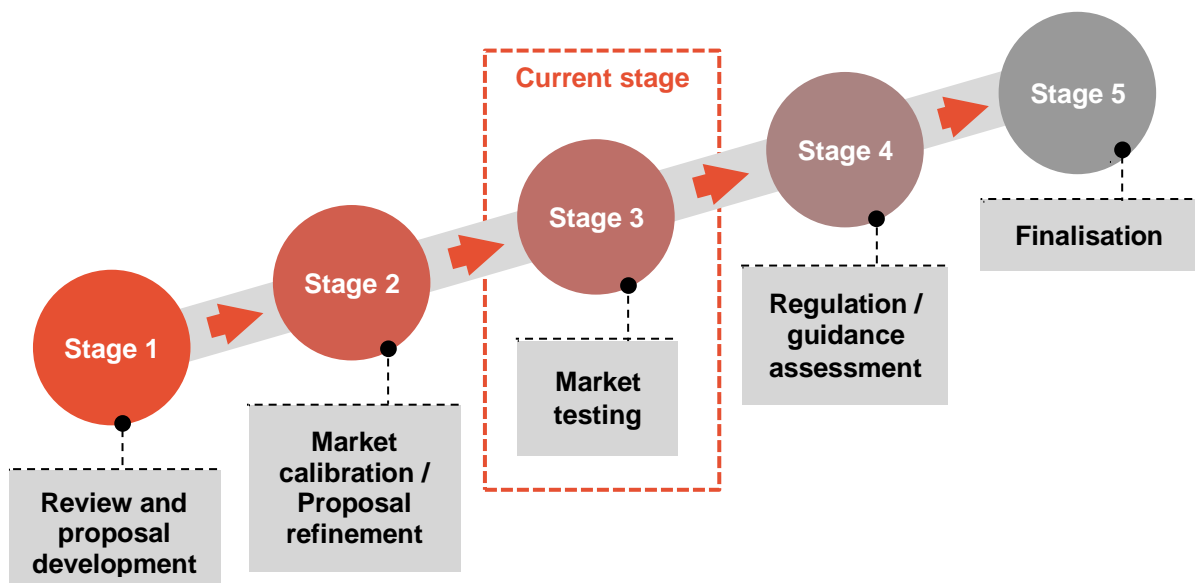 Current stage
Stage 1
Review and
proposal
development
Stage 2
Market
calibration /
Proposal
refinement
Stage 3
Market
testing
Stage 4
Regulation /
guidance
assessment
Stage 5
Finalisation